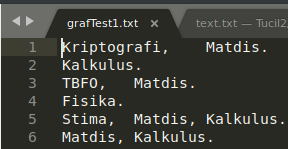 grafTest1.txt × text.txt — Tucil2
1 Kriptografi,    Matdis.
2 Kalkulus.
3 TBFO,   Matdis.
4 Fisika.
5 Stima,  Matdis, Kalkulus.
6 Matdis, Kalkulus.